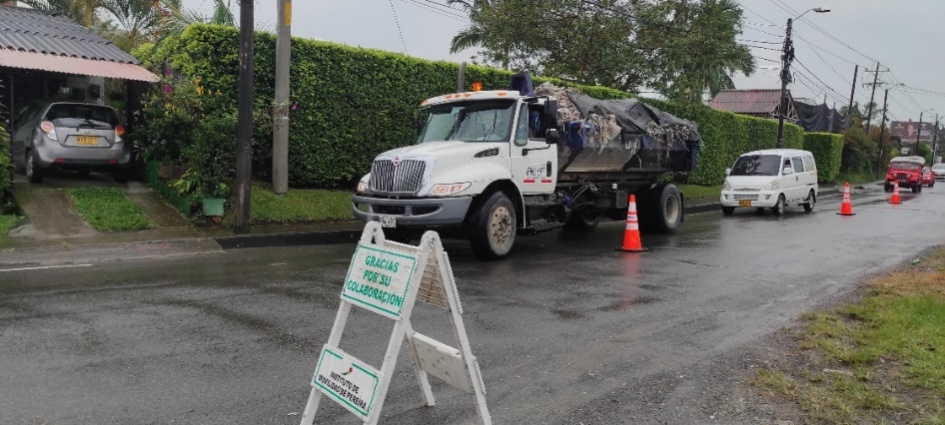 GRACIAS
POR SU
COLABORACIÓN
INSTITUTO DE
MOVILIDAD DE PEREIRA